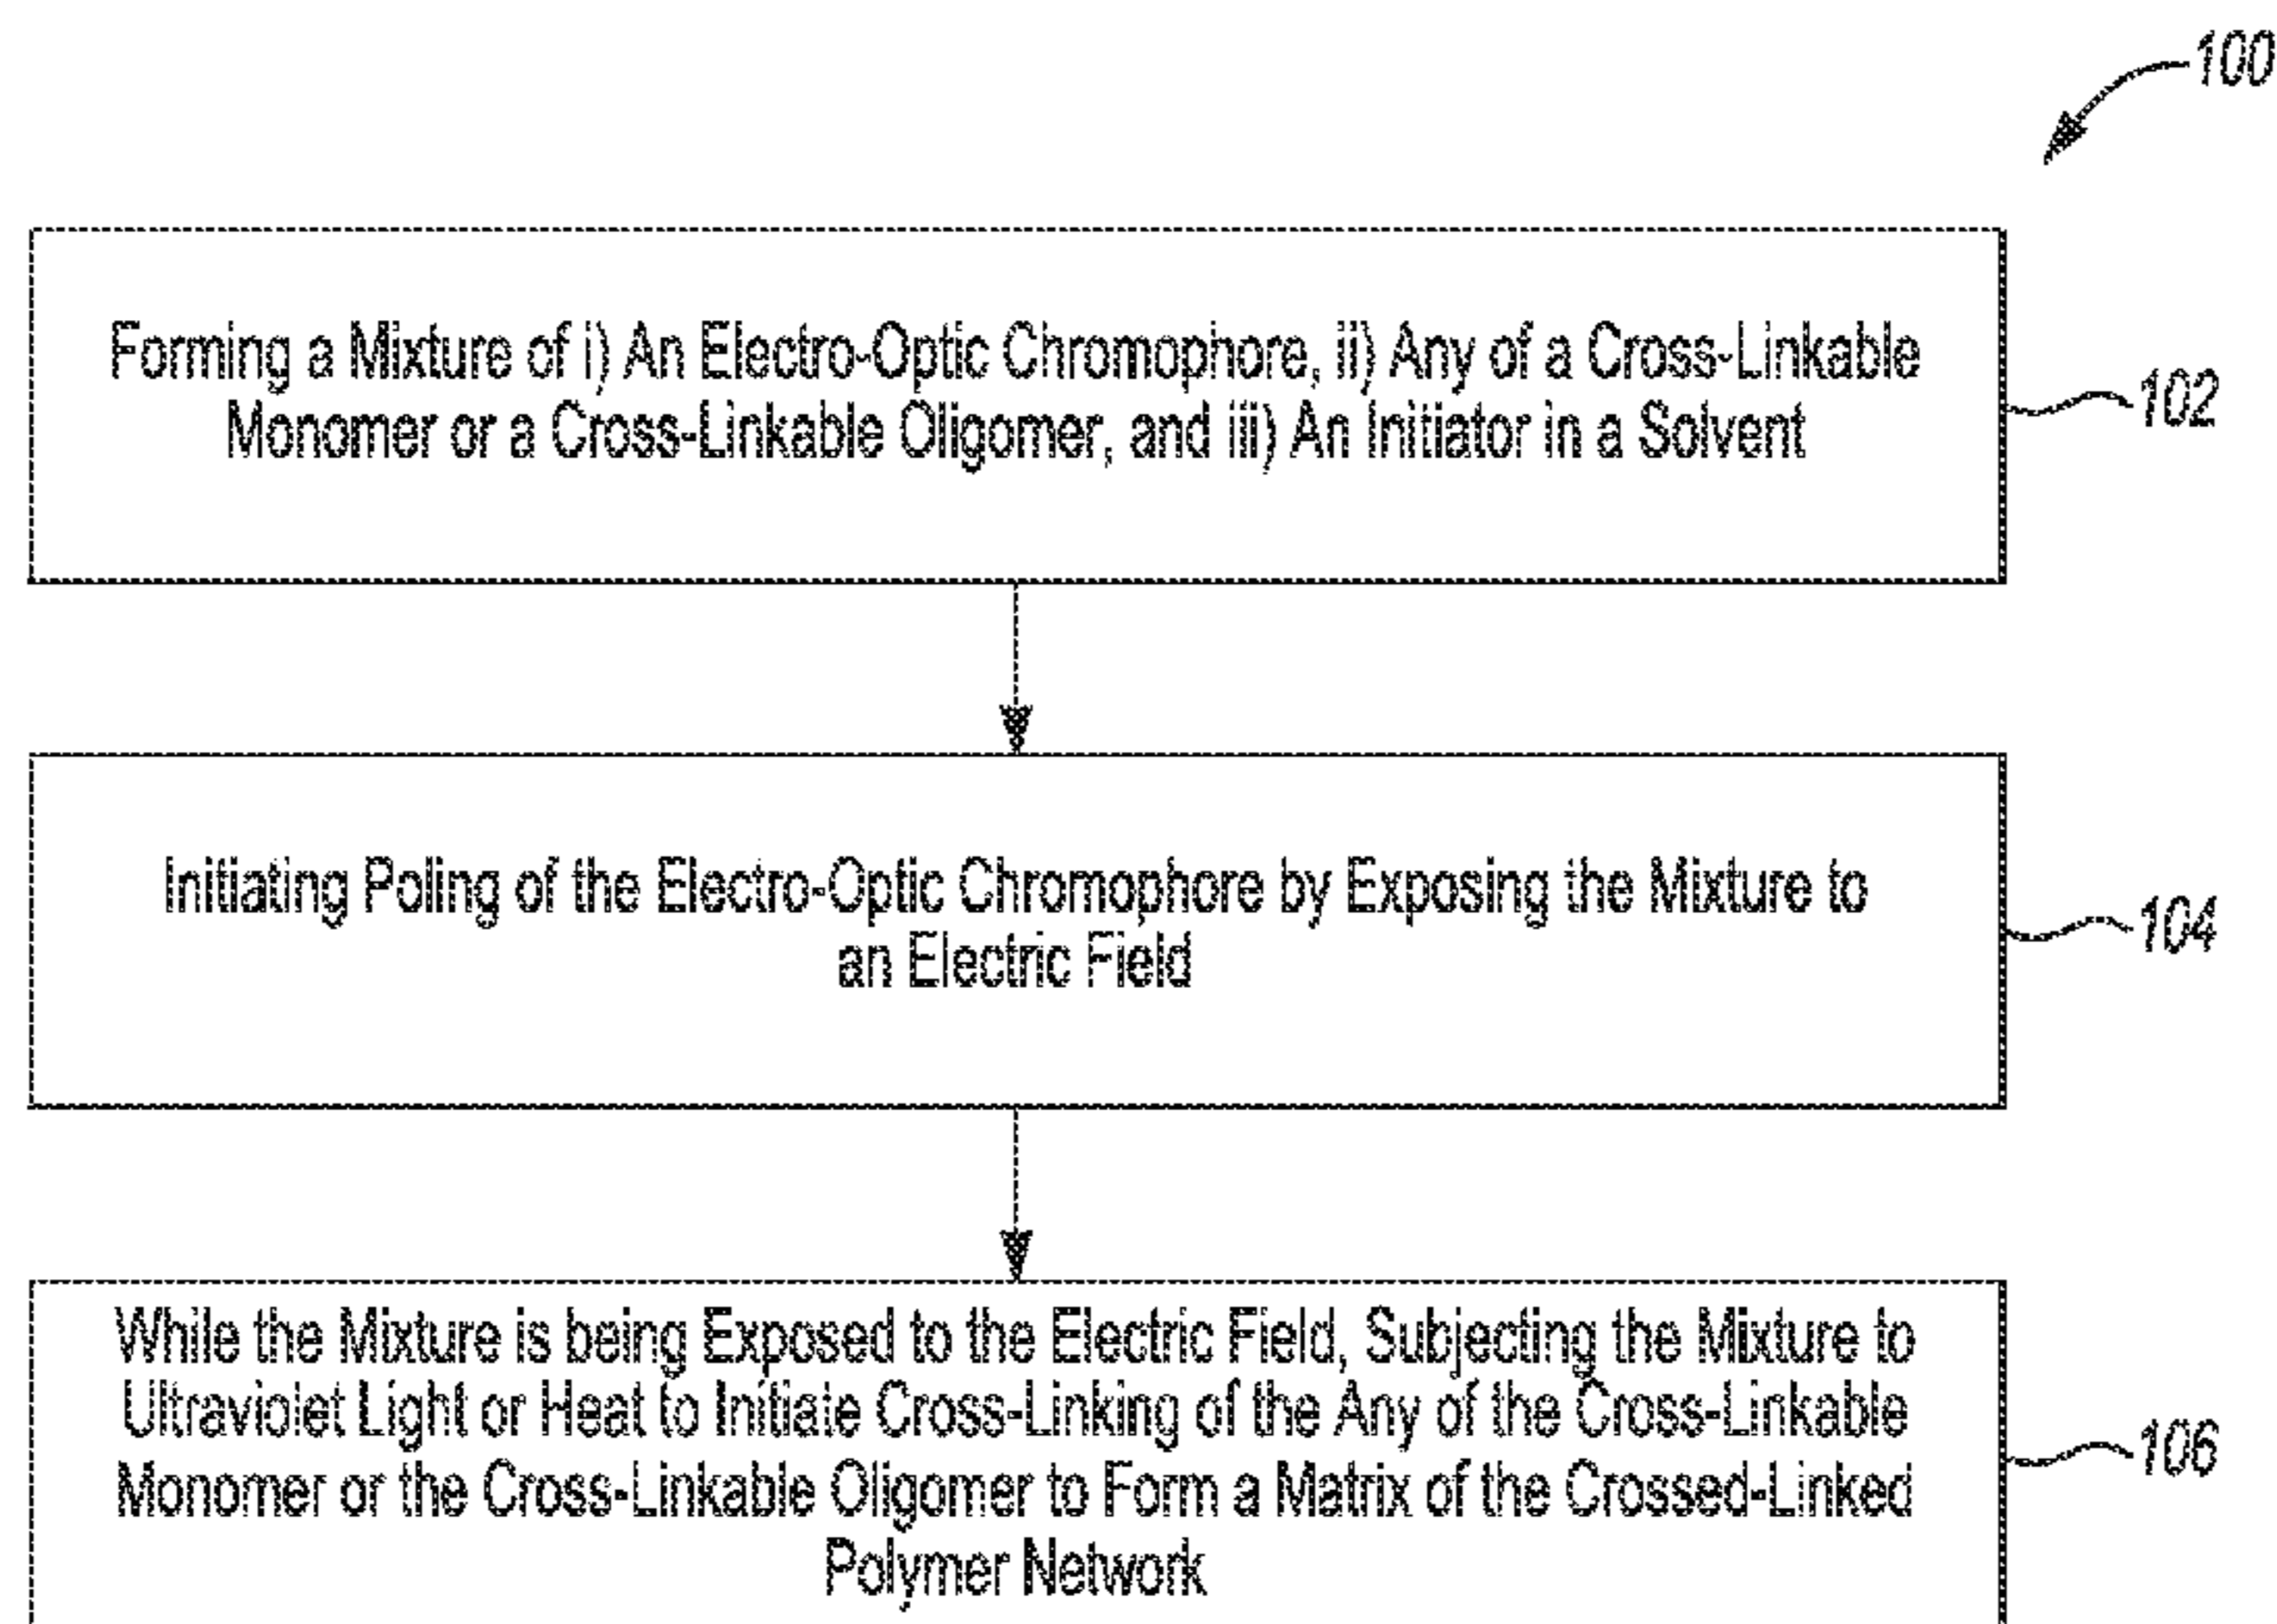 100
Forming a Mixture of i) An Electro-Optic Chromophore, ii) Any of a Cross-Linkable
Monomer or a Cross-Linkable Oligomer, and iii) An Initiator in a Solvent
102
Initiating Poling of the Electro-Optic Chromophore by Exposing the Mixture to
an Electric Field
104
While the Mixture is being Exposed to the Electric Field, Subjecting the Mixture to
Ultraviolet Light or Heat to Initiate Cross-Linking of the Any of the Cross-Linkable
Monomer or the Cross-Linkable Oligomer to Form a Matrix of the Crossed-Linked
Polymer Network
106